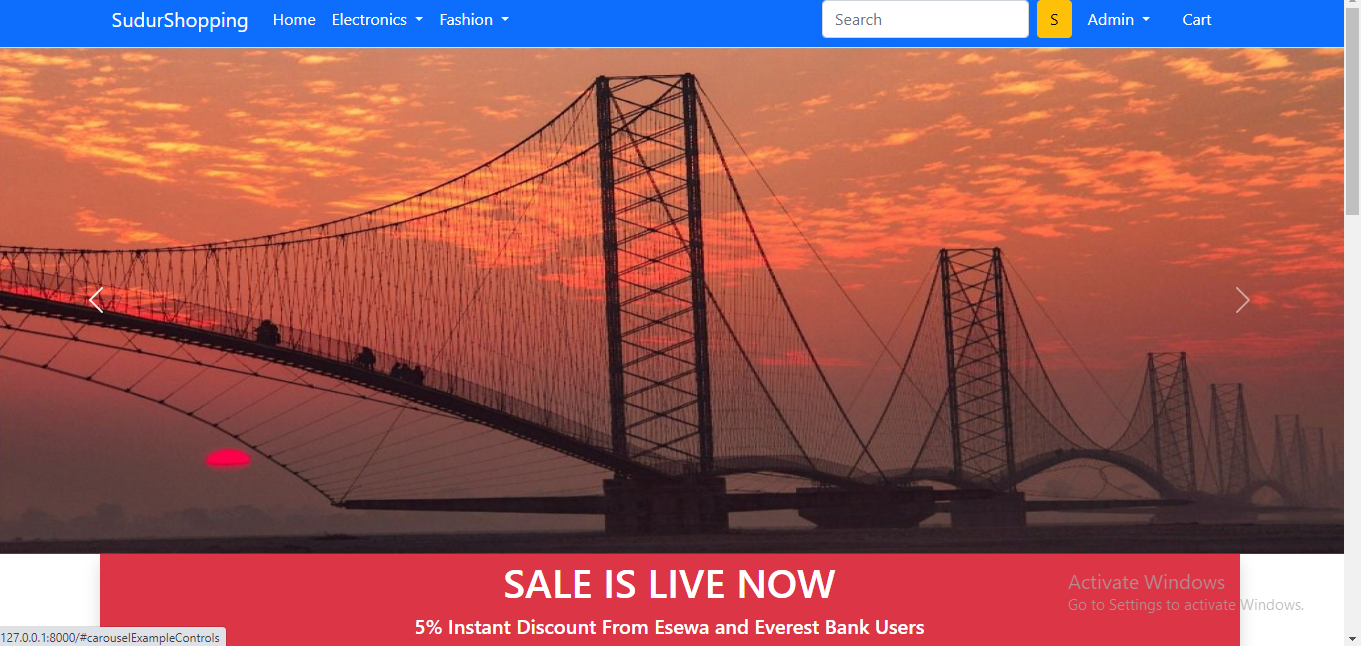 SudurShopping Home Electronics Fashion Search S Admin Cart
SALE IS LIVE NOW
5% Instant Discount From Esewa and Everest Bank Users
Activate Windows
Go to Settings to activate Windows.
127.0.0.1:8000/#carouselExampleControls